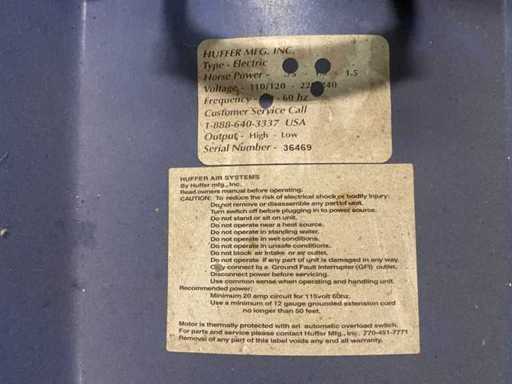 HUFFER MFG. INC.
Type - Electric
Horse Power - - 1.5
Voltage - 110/120 -
Frequency - - 60 hz
Customer Service Call
1-888-640-3337 USA
Output - High - Low
Serial Number - 36469
HUFFER AIR SYSTEMS
By Huffer mfg., Inc.
Read owners manual before operating.
CAUTION: To reduce the risk of electrical shock or bodily injury:
Do not remove or disassemble any part of unit.
Turn switch off before plugging in to power source.
Do not stand or sit on unit.
Do not operate near a heat source.
Do not operate in standing water.
Do not operate in wet conditions.
Do not operate in unsafe conditions.
Do not block air intake or air outlet.
Do not operate if any part of unit is damaged in any way.
Only connect to a Ground Fault Interrupter (GFI) outlet.
Disconnect power before servicing.
Use common sense when operating and handling unit.
Recommended power:
Minimum 20 amp circuit for 115volt 60hz.
Use a minimum of 12 gauge grounded extension cord
no longer than 50 feet.
Motor is thermally protected with an automatic overload switch.
For parts and service please contact Huffer Mfg., Inc. 770-451-7771
Removal of any part of this label voids any and all warranty.